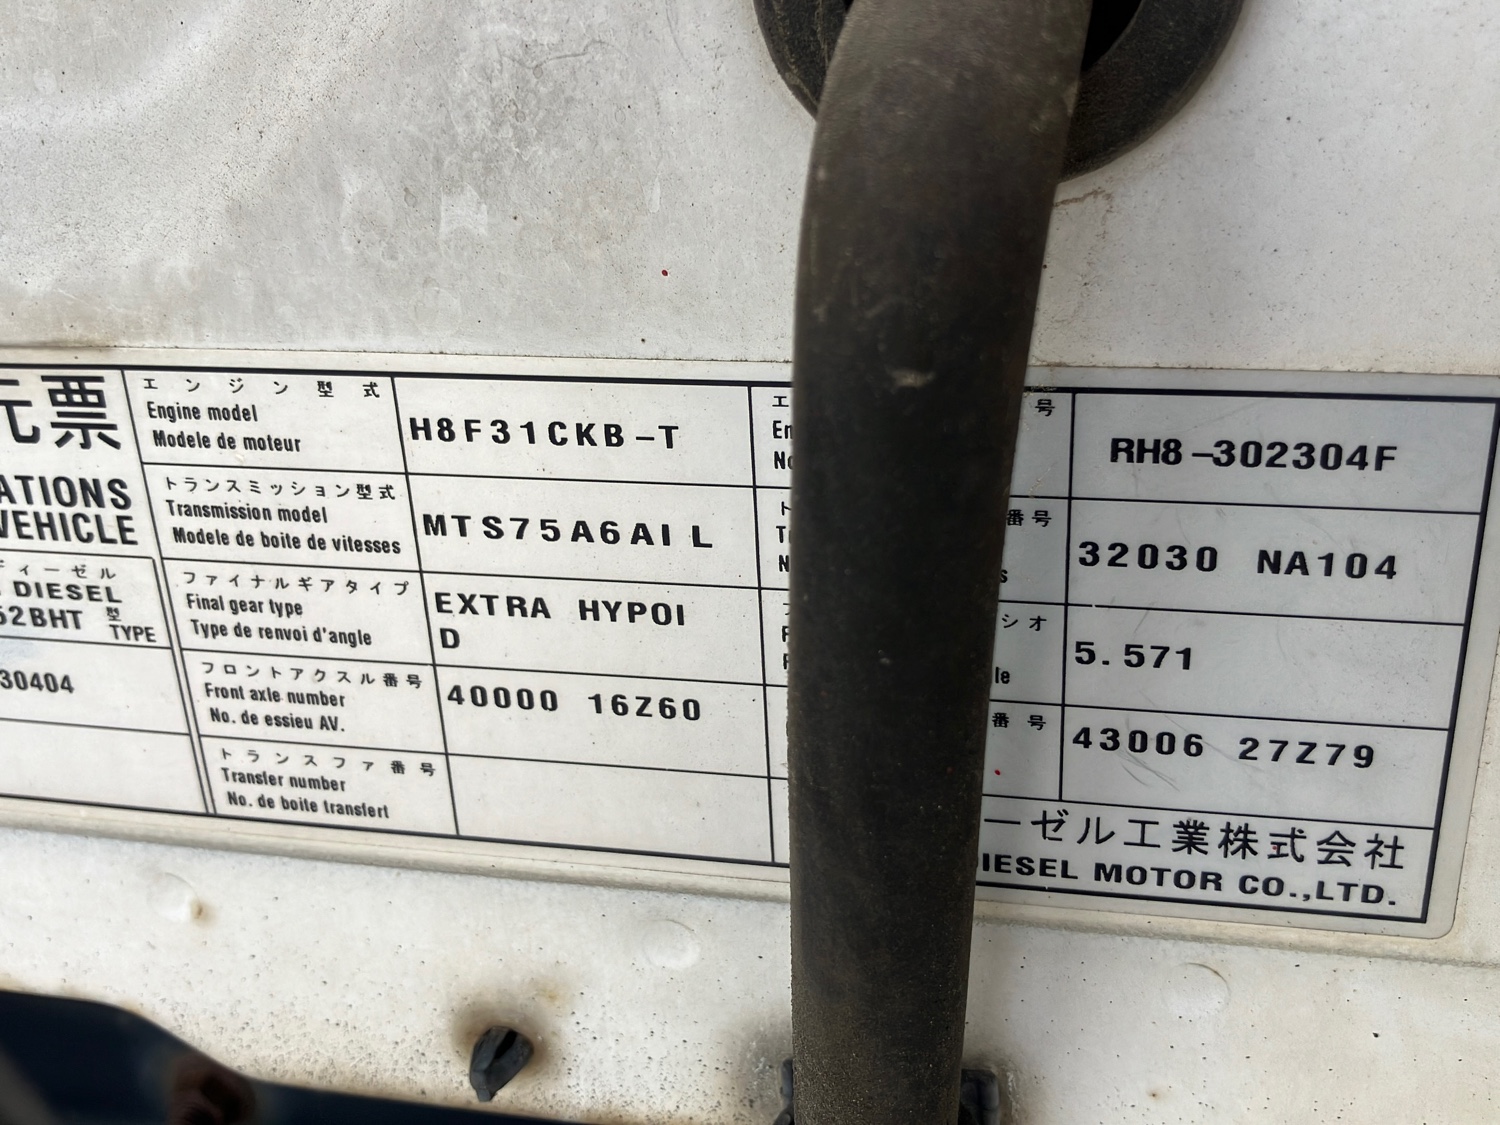 元票
ATIONS
VEHICLE
ディーゼル
DIESEL
52BHT 型
TYPE
30404
エンジン型式
Engine model
Modele de moteur
H8F31CKB-T
号
RH8-302304F
トランスミッション型式
Transmission model
Modele de boite de vitesses
MTS75A6AIL
番号
32030 NA104
ファイナルギアタイプ
Final gear type
Type de renvoi d'angle
EXTRA HYPOI
D
シオ
5.571
フロントアクスル番号
Front axle number
No. de essieu AV.
40000 16Z60
番号
43006 27Z79
トランスファ番号
Transfer number
No. de boite transfert
ーゼル工業株式会社
DIESEL MOTOR CO.,LTD.